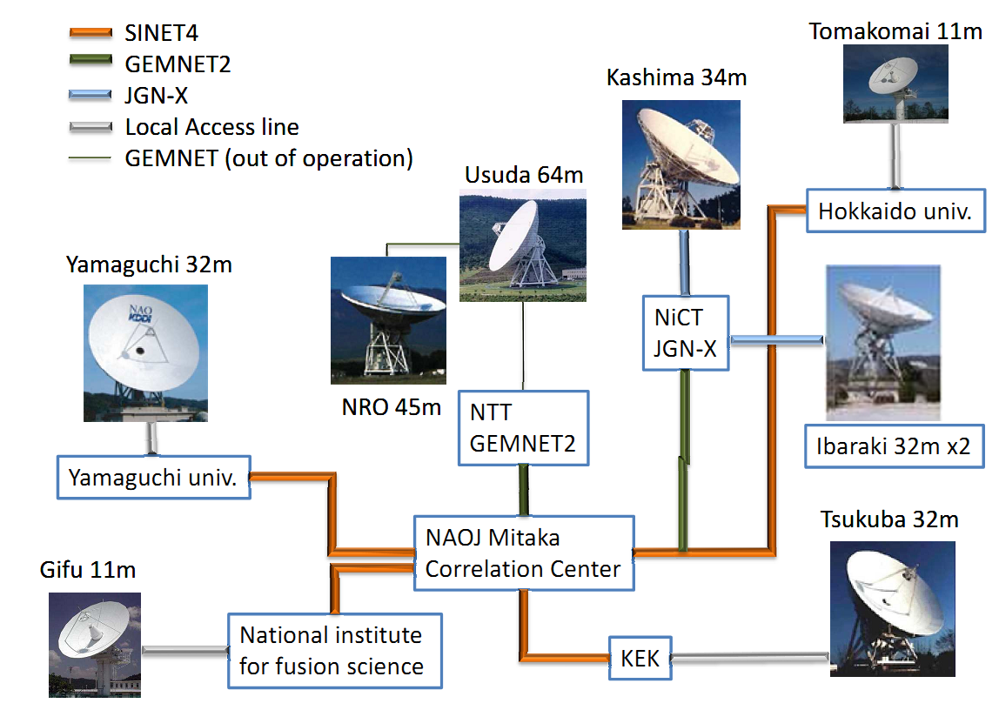 SINET4
GEMNET2
JGN-X
Local Access line
GEMNET (out of operation)
Tomakomai 11m
Kashima 34m
Usuda 64m
Hokkaido univ.
Yamaguchi 32m
NAO
KDDI
NiCT
JGN-X
NRO 45m
NTT
GEMNET2
Ibaraki 32m x2
Yamaguchi univ.
NAOJ Mitaka
Correlation Center
Tsukuba 32m
Gifu 11m
National institute
for fusion science
KEK